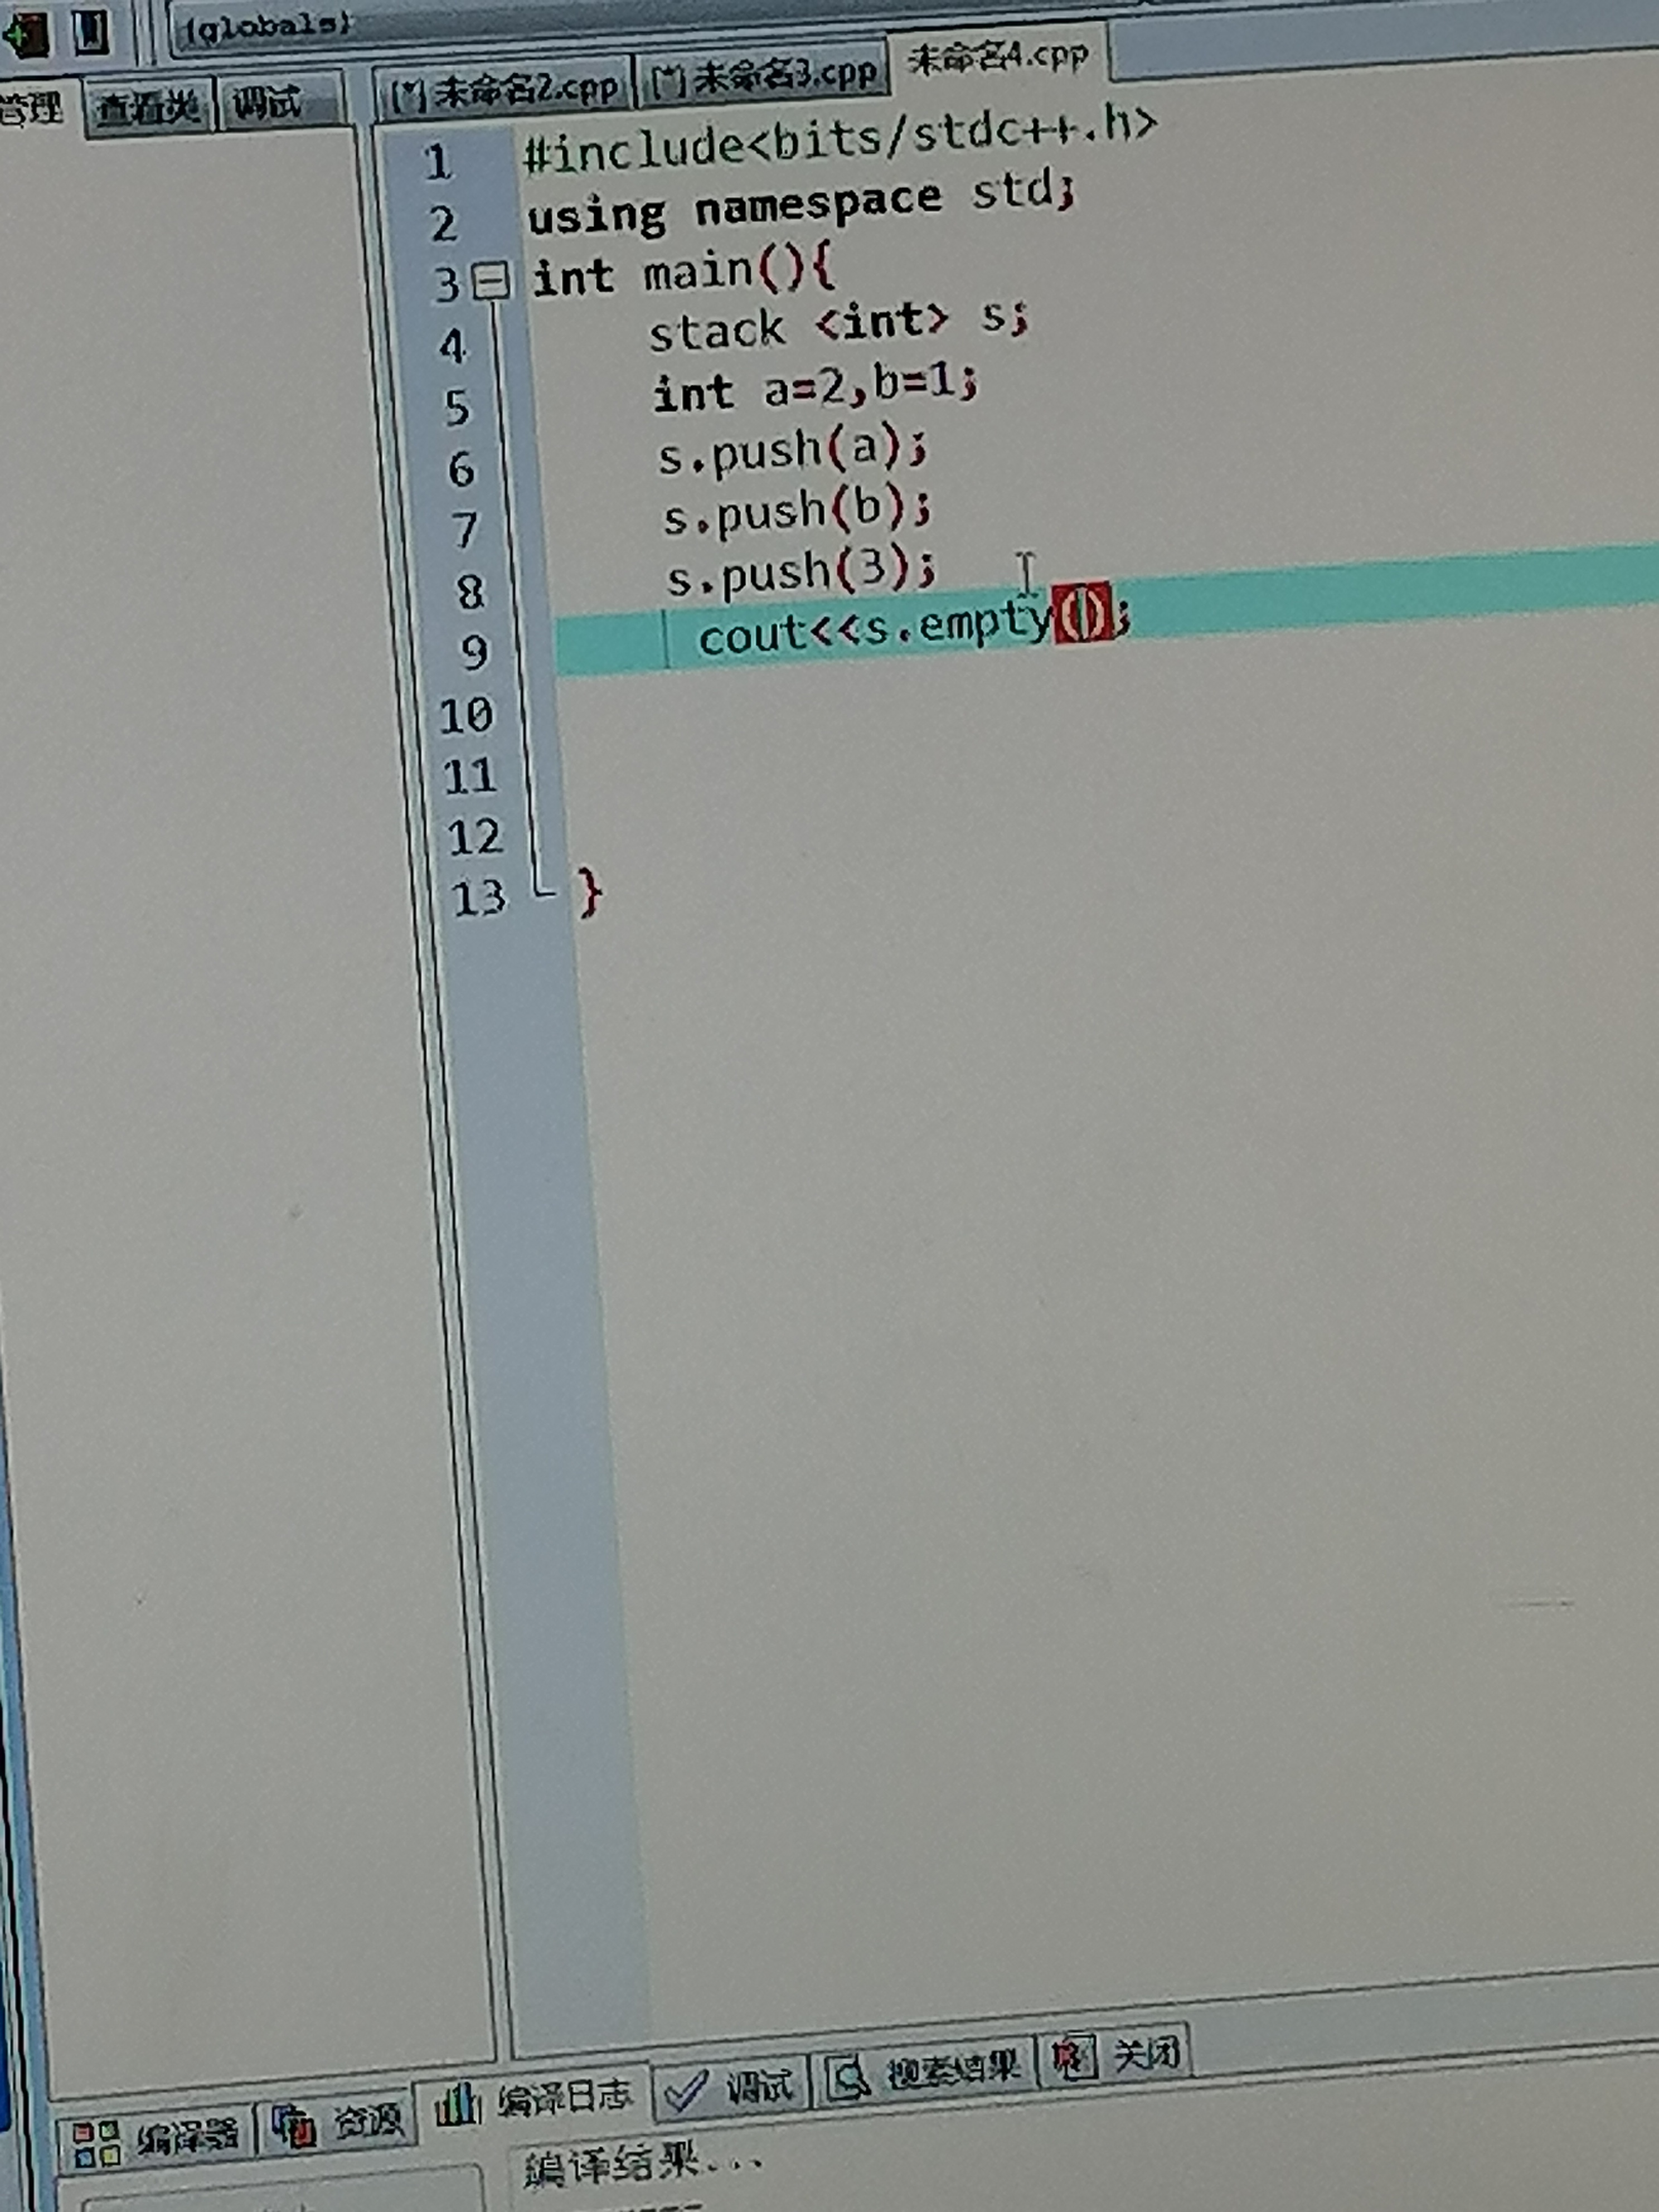 (globals)
管理 查看类 调试
[*] 未命名2.cpp [*] 未命名3.cpp 未命名4.cpp
1 #include<bits/stdc++.h>
2 using namespace std;
3 int main(){
4 stack <int> s;
5 int a=2,b=1;
6 s.push(a);
7 s.push(b);
8 s.push(3);
9 cout<<s.empty();
10
11
12
13 }
编译器 资源 编译日志 调试 搜索结果 关闭
编译结果...